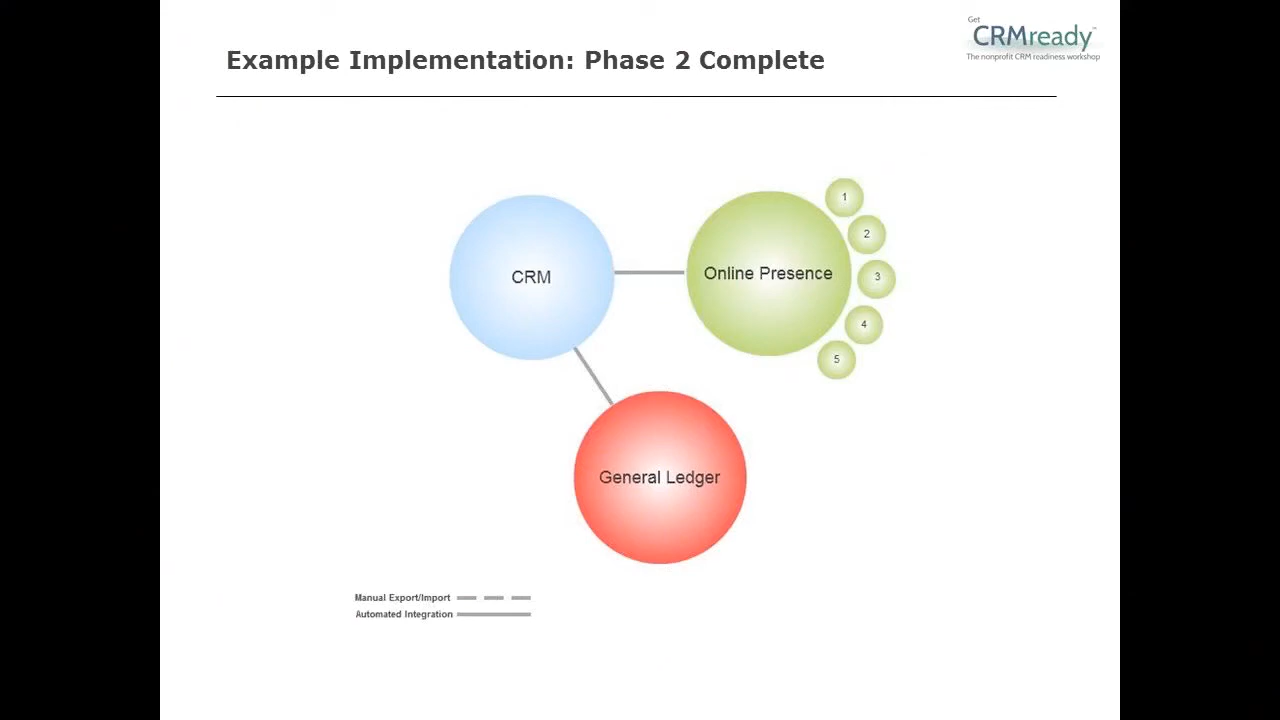 Get
CRMready™
The nonprofit CRM readiness workshop
Example Implementation: Phase 2 Complete
1
2
CRM
Online Presence
3
4
5
General Ledger
Manual Export/Import
Automated Integration